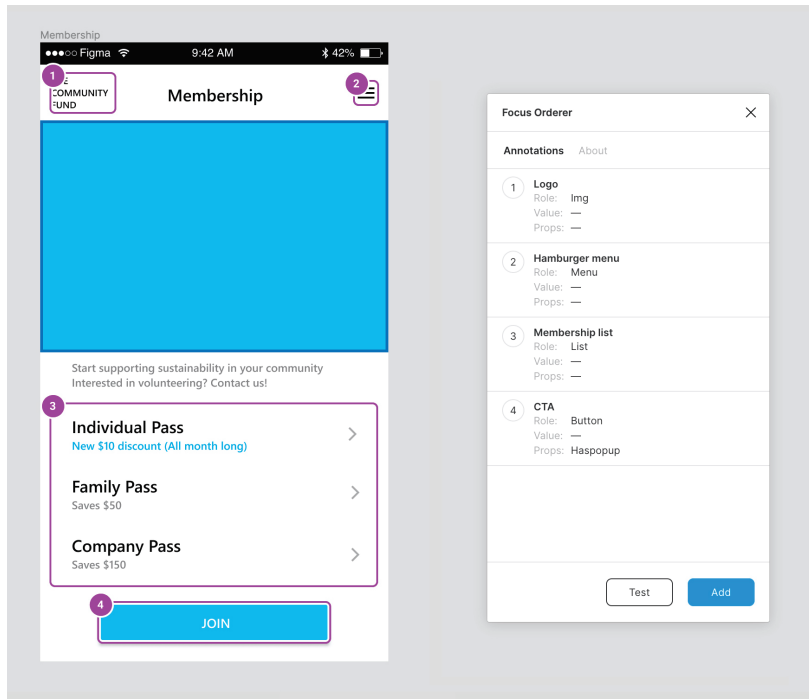 Membership
Figma
9:42 AM
42%
1
COMMUNITY
FUND
Membership
2
Start supporting sustainability in your community
Interested in volunteering? Contact us!
3
Individual Pass
New $10 discount (All month long)
Family Pass
Saves $50
Company Pass
Saves $150
4
JOIN
Focus Orderer
Annotations About
1 Logo
Role: Img
Value: —
Props: —
2 Hamburger menu
Role: Menu
Value: —
Props: —
3 Membership list
Role: List
Value: —
Props: —
4 CTA
Role: Button
Value: —
Props: Haspopup
Test
Add